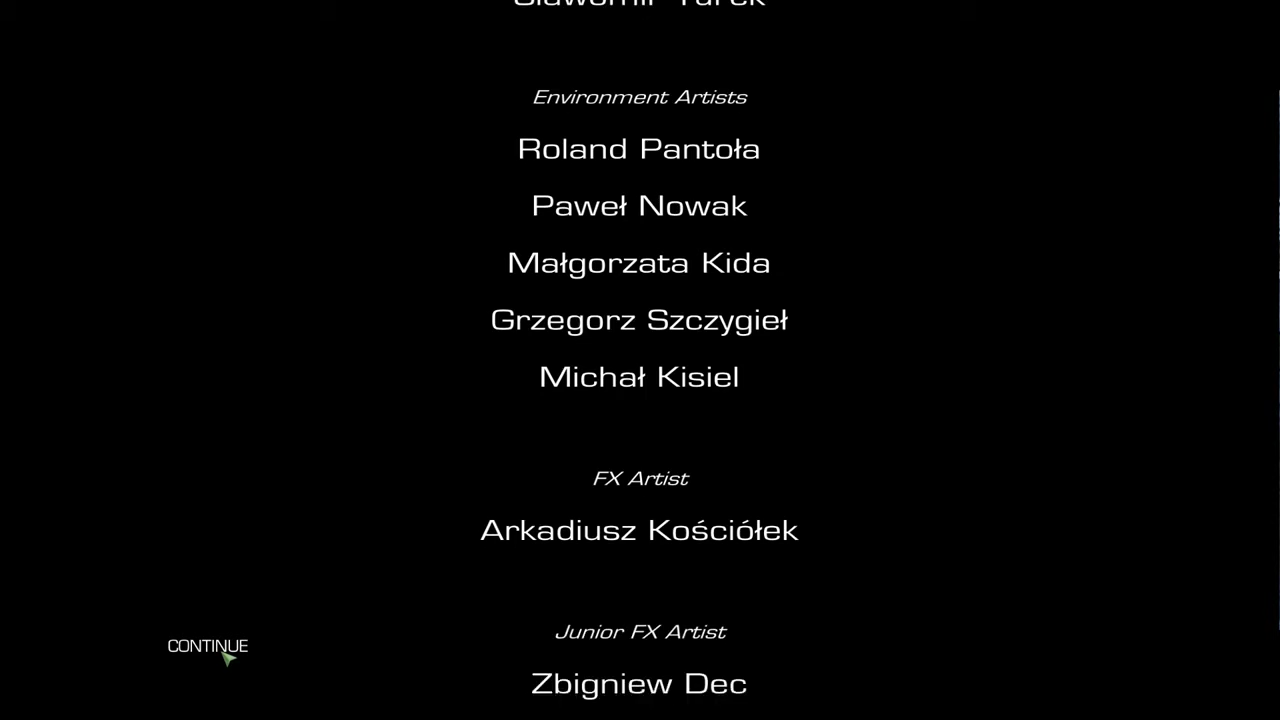 Environment Artists
Roland Pantoła
Paweł Nowak
Małgorzata Kida
Grzegorz Szczygieł
Michał Kisiel
FX Artist
Arkadiusz Kościółek
Junior FX Artist
CONTINUE
Zbigniew Dec